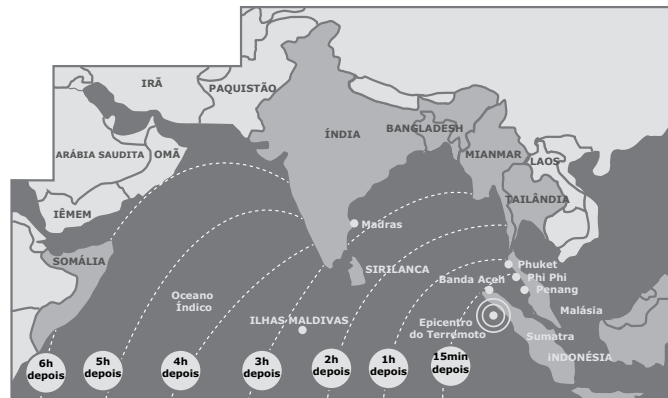 IRÃ
PAQUISTÃO
ÍNDIA
BANGLADESH
ARÁBIA SAUDITA
OMÃ
MIANMAR
LAOS
TAILÂNDIA
IÊMEM
Madras
SOMÁLIA
SIRILANCA
Phuket
Banda Aceh
Phi Phi
Penang
Oceano
Índico
ILHAS MALDIVAS
Malásia
Epicentro
do Terremoto
Sumatra
iNDONÉSIA
6h
depois
5h
depois
4h
depois
3h
depois
2h
depois
1h
depois
15min
depois